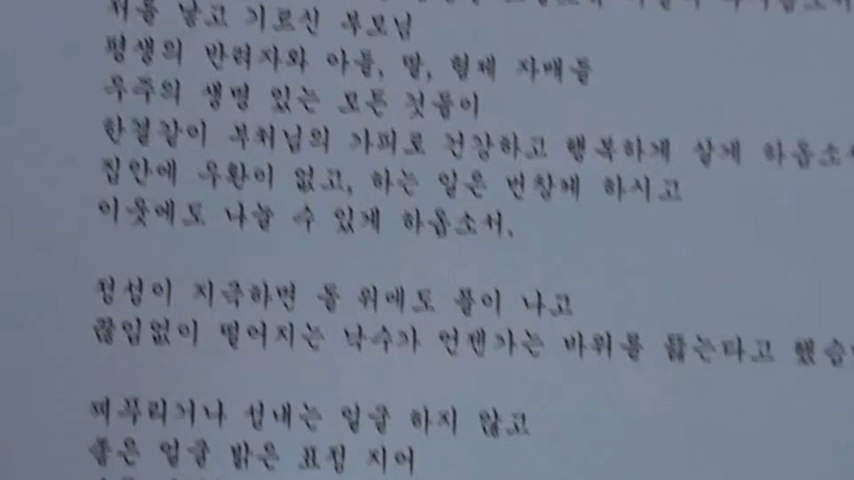 저를 낳고 기르신 부모님
평생의 반려자와 아들, 딸, 형제 자매들
우주의 생명 있는 모든 것들이
한결같이 부처님의 가피로 건강하고 행복하게 살게 하옵소서
집안에 우환이 없고, 하는 일은 번창케 하시고
이웃에도 나눌 수 있게 하옵소서.
정성이 지극하면 돌 위에도 풀이 나고
끊임없이 떨어지는 낙수가 언젠가는 바위를 뚫는다고 했습
찌푸리거나 성내는 얼굴 하지 않고
좋은 얼굴 밝은 표정 지어